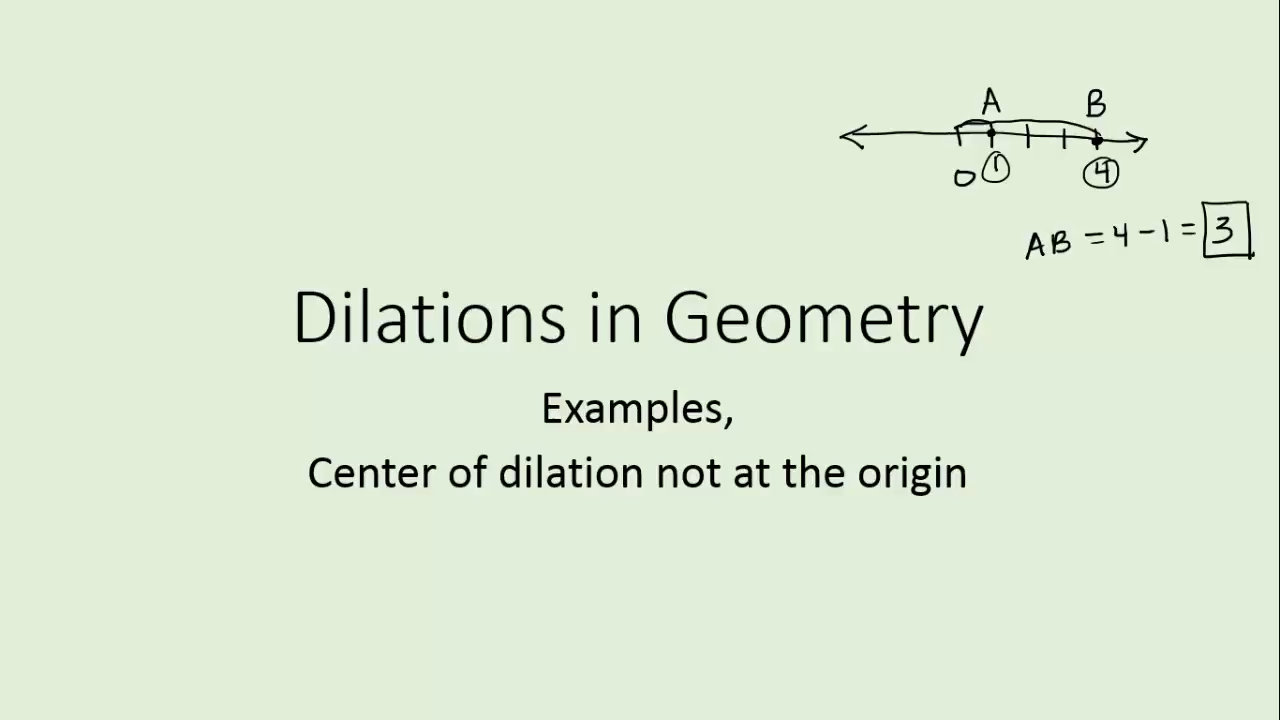 A B
0 1 4
AB = 4 - 1 = 3
Dilations in Geometry
Examples,
Center of dilation not at the origin